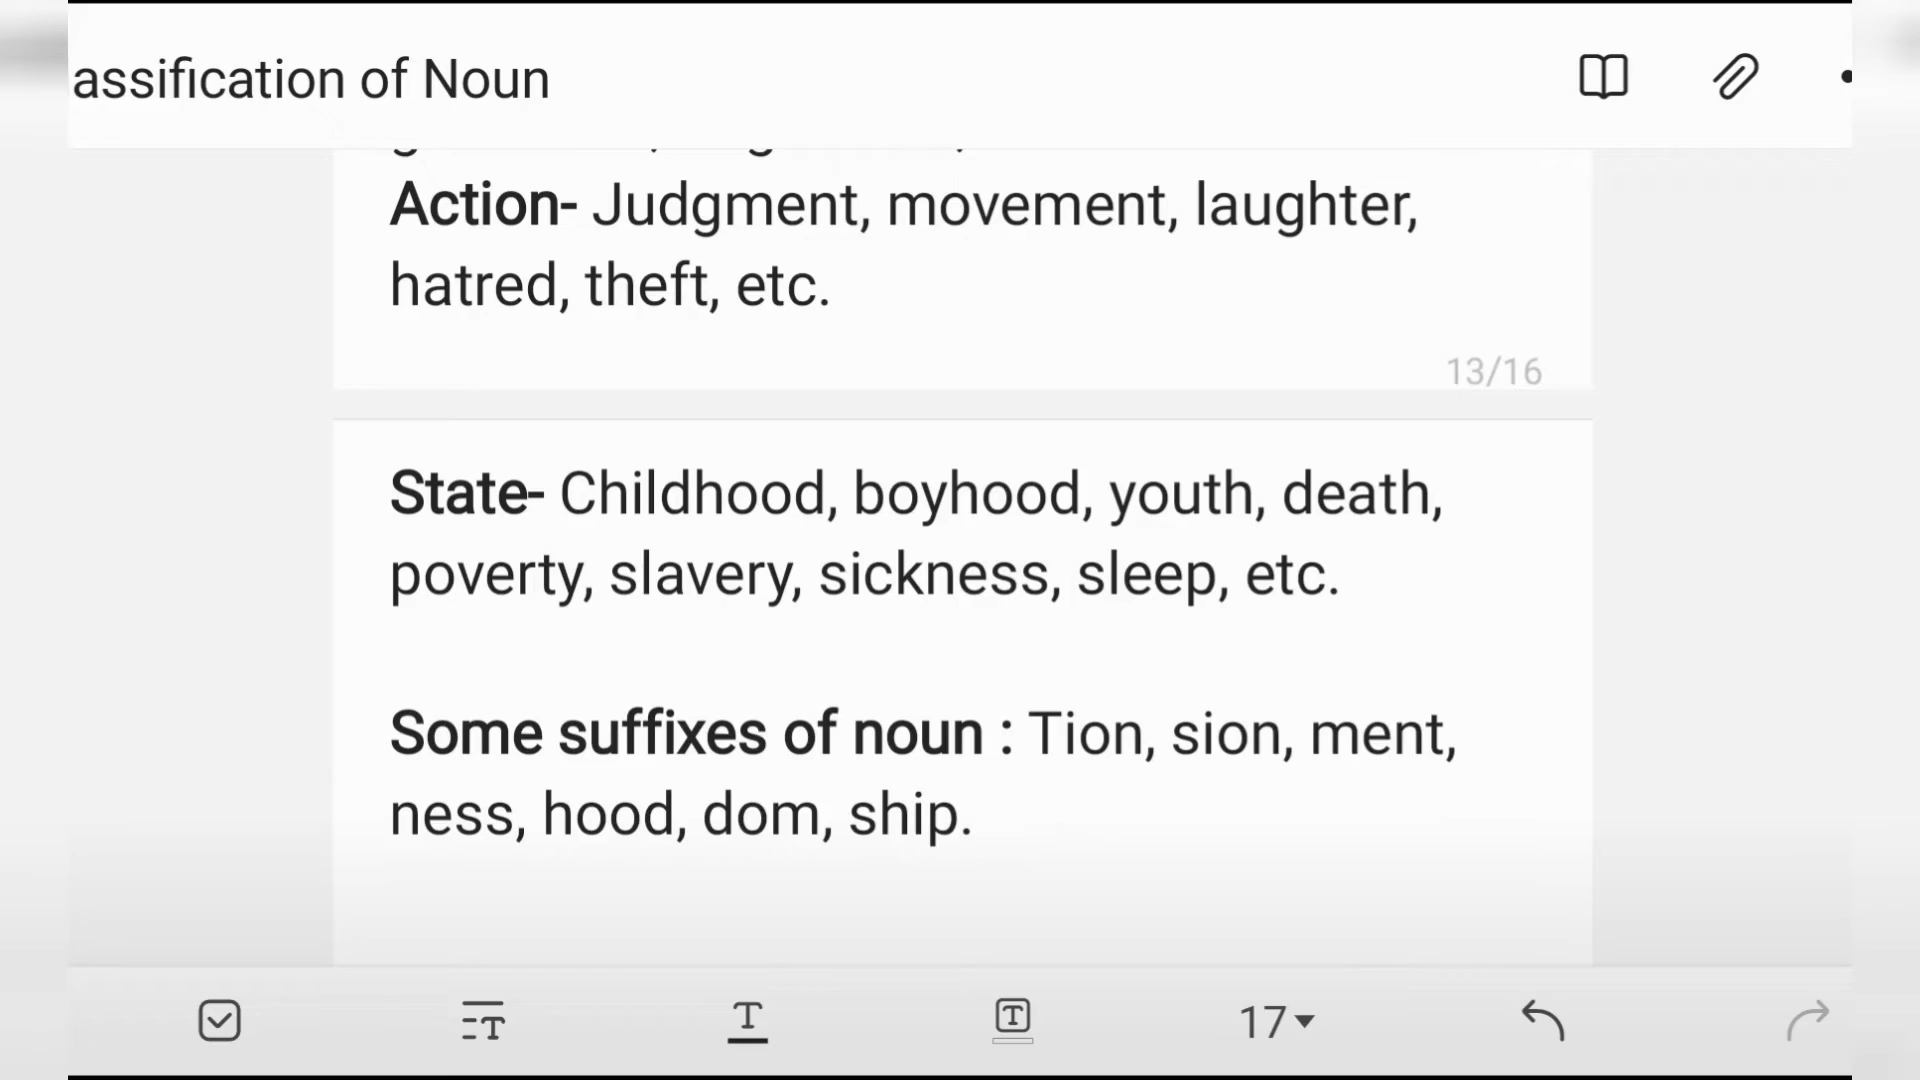 assification of Noun
Action- Judgment, movement, laughter,
hatred, theft, etc.
13/16
State- Childhood, boyhood, youth, death,
poverty, slavery, sickness, sleep, etc.
Some suffixes of noun : Tion, sion, ment,
ness, hood, dom, ship.
17